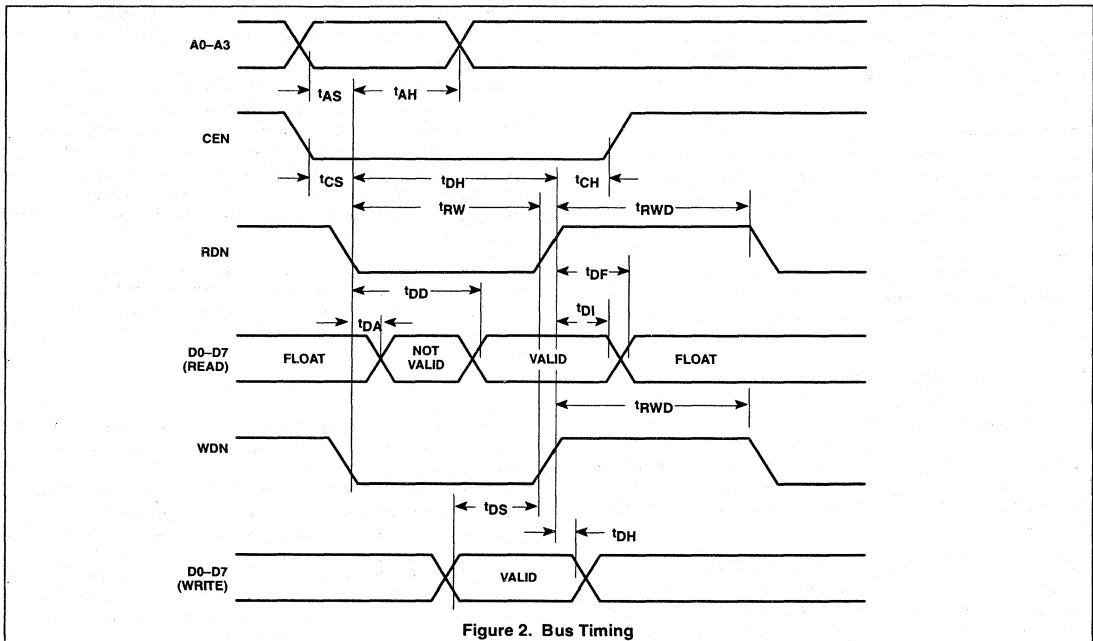 A0–A3
tAS
tAH
CEN
tCS
tDH
tCH
tRW
tRWD
RDN
tDF
tDD
tDI
tDA
D0–D7
(READ)
FLOAT
NOT
VALID
VALID
FLOAT
tRWD
WDN
tDS
tDH
D0–D7
(WRITE)
VALID
Figure 2. Bus Timing